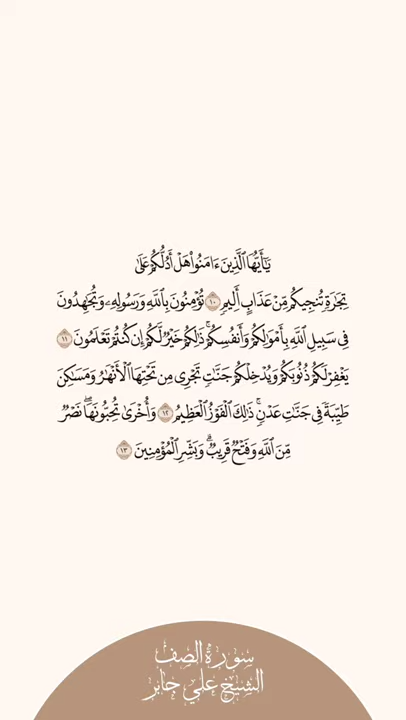 يَـٰٓأَيُّهَا ٱلَّذِينَ ءَامَنُوا۟ هَلْ أَدُلُّكُمْ عَلَىٰ
تِجَـٰرَةٍ تُنجِيكُم مِّنْ عَذَابٍ أَلِيمٍ ١٠ تُؤْمِنُونَ بِٱللَّهِ وَرَسُولِهِۦ وَتُجَـٰهِدُونَ
فِى سَبِيلِ ٱللَّهِ بِأَمْوَٰلِكُمْ وَأَنفُسِكُمْ ۚ ذَٰلِكُمْ خَيْرٌ لَّكُمْ إِن كُنتُمْ تَعْلَمُونَ ١١
يَغْفِرْ لَكُمْ ذُنُوبَكُمْ وَيُدْخِلْكُمْ جَنَّـٰتٍ تَجْرِى مِن تَحْتِهَا ٱلْأَنْهَـٰرُ وَمَسَـٰكِنَ
طَيِّبَةً فِى جَنَّـٰتِ عَدْنٍ ۚ ذَٰلِكَ ٱلْفَوْزُ ٱلْعَظِيمُ ١٢ وَأُخْرَىٰ تُحِبُّونَهَا ۖ نَصْرٌ
مِّنَ ٱللَّهِ وَفَتْحٌ قَرِيبٌ ۗ وَبَشِّرِ ٱلْمُؤْمِنِينَ ١٣
سورة الصف
الشيخ علي جابر